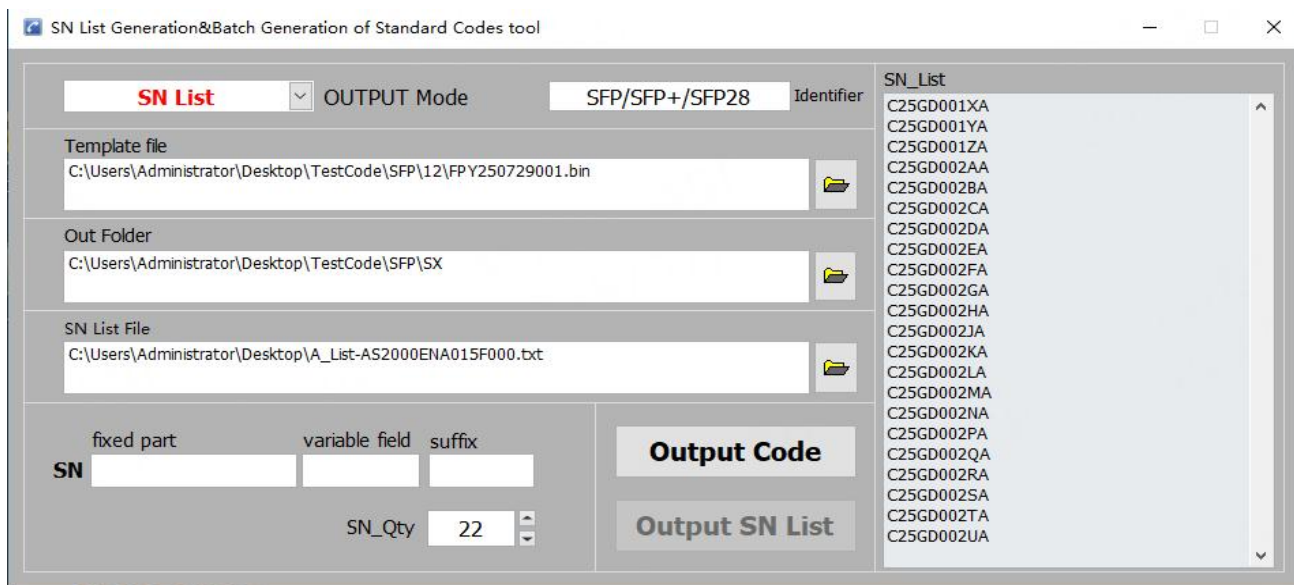 SN List Generation&Batch Generation of Standard Codes tool
SN List
OUTPUT Mode
SFP/SFP+/SFP28
Identifier
Template file
C:\Users\Administrator\Desktop\TestCode\SFP\12\FPY250729001.bin
Out Folder
C:\Users\Administrator\Desktop\TestCode\SFP\SX
SN List File
C:\Users\Administrator\Desktop\A_List-AS2000ENA015F000.txt
fixed part
variable field
suffix
SN
SN_Qty
22
Output Code
Output SN List
SN_List
C25GD001XA
C25GD001YA
C25GD001ZA
C25GD002AA
C25GD002BA
C25GD002CA
C25GD002DA
C25GD002EA
C25GD002FA
C25GD002GA
C25GD002HA
C25GD002JA
C25GD002KA
C25GD002LA
C25GD002MA
C25GD002NA
C25GD002PA
C25GD002QA
C25GD002RA
C25GD002SA
C25GD002TA
C25GD002UA